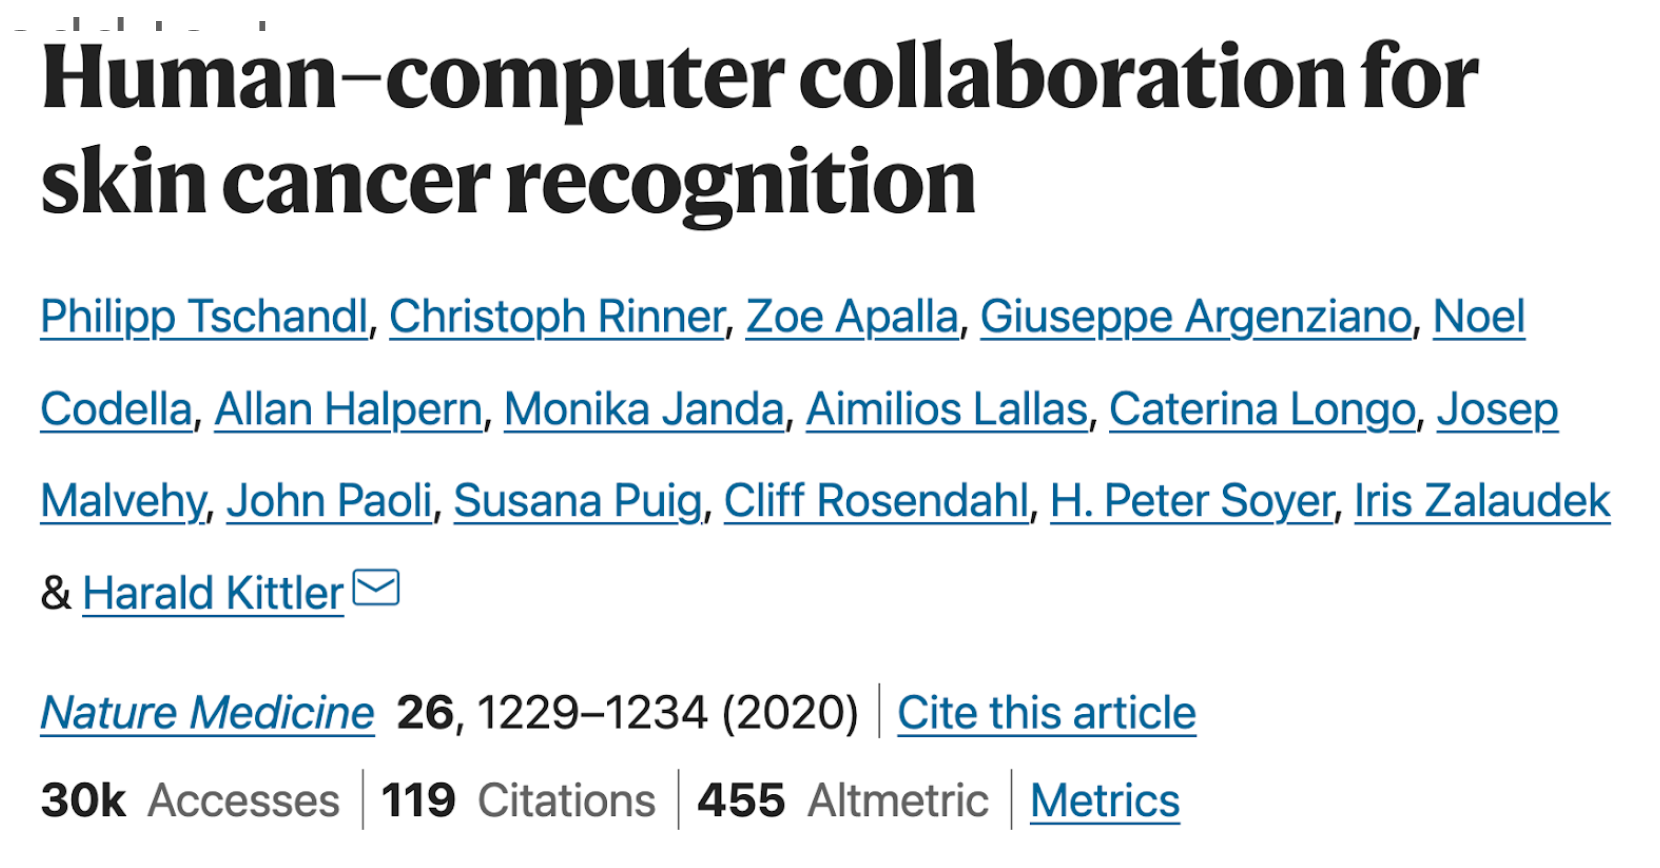 Human–computer collaboration for
skin cancer recognition
Philipp Tschandl, Christoph Rinner, Zoe Apalla, Giuseppe Argenziano, Noel
Codella, Allan Halpern, Monika Janda, Aimilios Lallas, Caterina Longo, Josep
Malvehy, John Paoli, Susana Puig, Cliff Rosendahl, H. Peter Soyer, Iris Zalaudek
& Harald Kittler
Nature Medicine 26, 1229–1234 (2020) | Cite this article
30k Accesses | 119 Citations | 455 Altmetric | Metrics